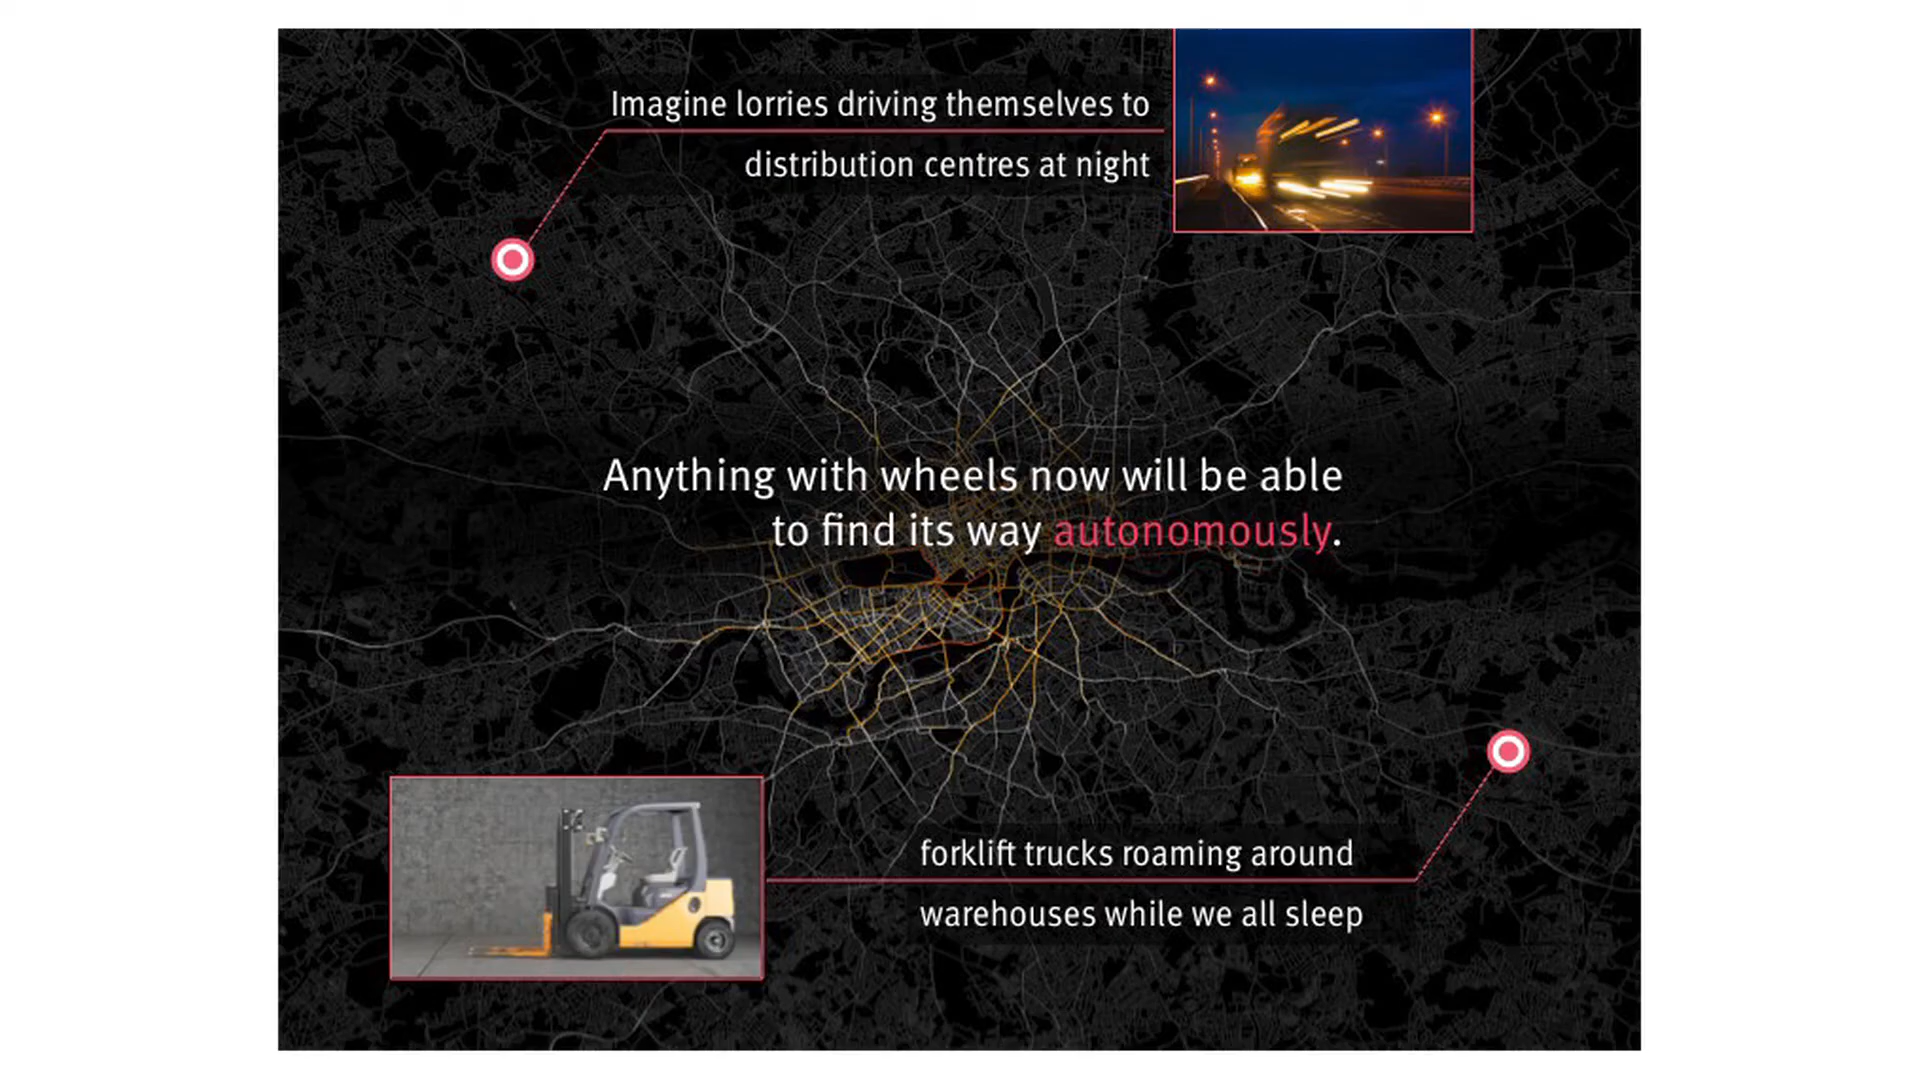 Imagine lorries driving themselves to
distribution centres at night
Anything with wheels now will be able
to find its way autonomously.
forklift trucks roaming around
warehouses while we all sleep